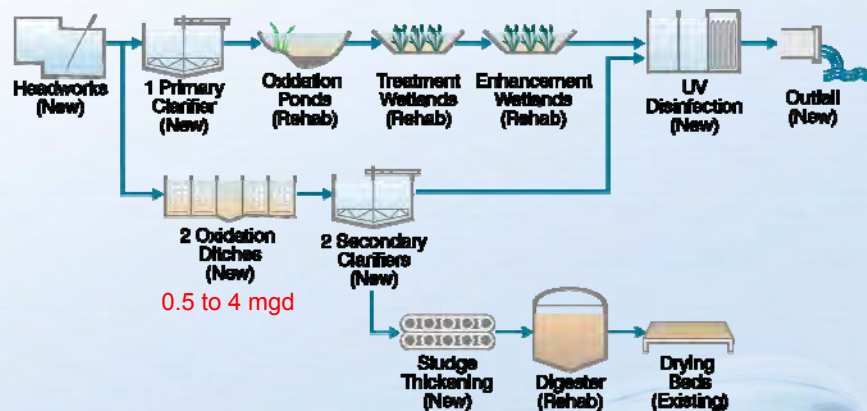 Headworks
(New)
1 Primary
Clarifier
(New)
Oxidation
Ponds
(Rehab)
Treatment
Wetlands
(Rehab)
Enhancement
Wetlands
(Rehab)
UV
Disinfection
(New)
Outfall
(New)
2 Oxidation
Ditches
(New)
0.5 to 4 mgd
2 Secondary
Clarifiers
(New)
Sludge
Thickening
(New)
Digester
(Rehab)
Drying
Beds
(Existing)